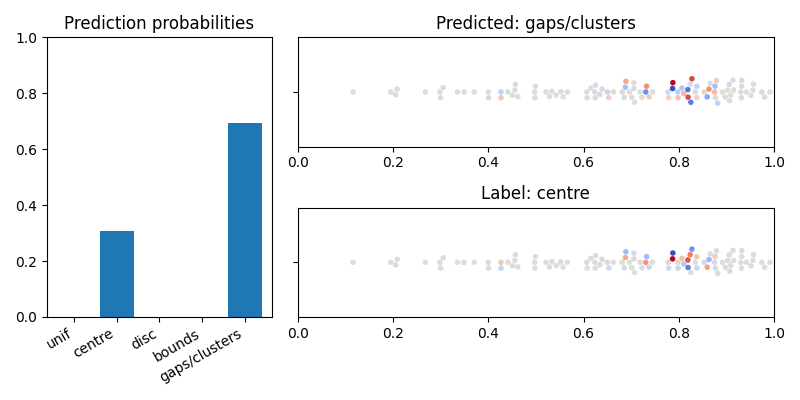 Prediction probabilities
1.0
0.8
0.6
0.4
0.2
0.0
unif
centre
disc
bounds
gaps/clusters
Predicted: gaps/clusters
0.0 0.2 0.4 0.6 0.8 1.0
Label: centre
0.0 0.2 0.4 0.6 0.8 1.0